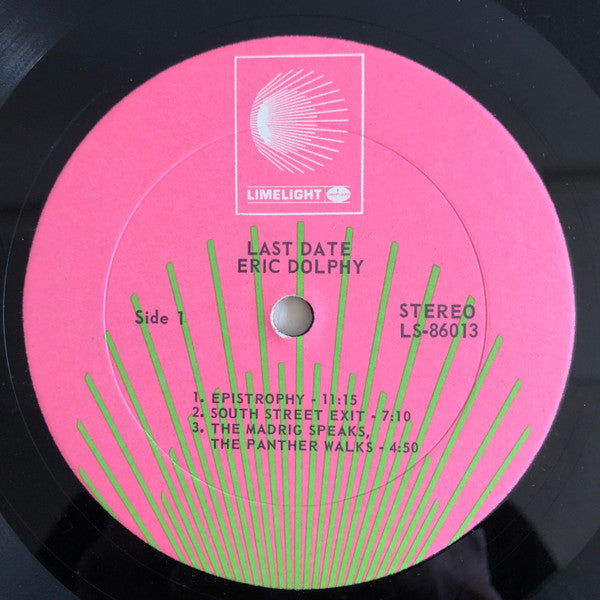 LIMELIGHT
LAST DATE
ERIC DOLPHY
Side 1
STEREO
LS-86013
1. EPISTROPHY - 11:15
2. SOUTH STREET EXIT - 7:10
3. THE MADRIG SPEAKS,
THE PANTHER WALKS - 4:50